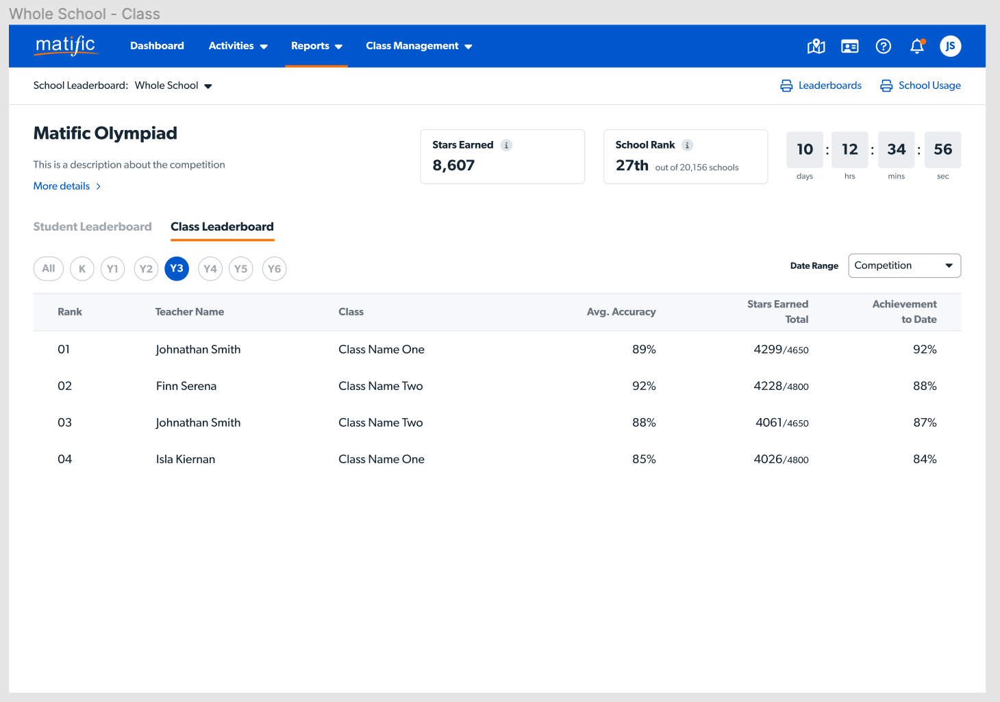 Whole School - Class
matific
Dashboard
Activities
Reports
Class Management
JS
School Leaderboard: Whole School
Leaderboards
School Usage
Matific Olympiad
This is a description about the competition
More details
Stars Earned i
8,607
School Rank i
27th out of 20,156 schools
10 : 12 : 34 : 56
days hrs mins sec
Student Leaderboard
Class Leaderboard
All K Y1 Y2 Y3 Y4 Y5 Y6
Date Range Competition
Rank Teacher Name Class Avg. Accuracy Stars Earned Total Achievement to Date
01 Johnathan Smith Class Name One 89% 4299/4650 92%
02 Finn Serena Class Name Two 92% 4228/4800 88%
03 Johnathan Smith Class Name Two 88% 4061/4650 87%
04 Isla Kiernan Class Name One 85% 4026/4800 84%